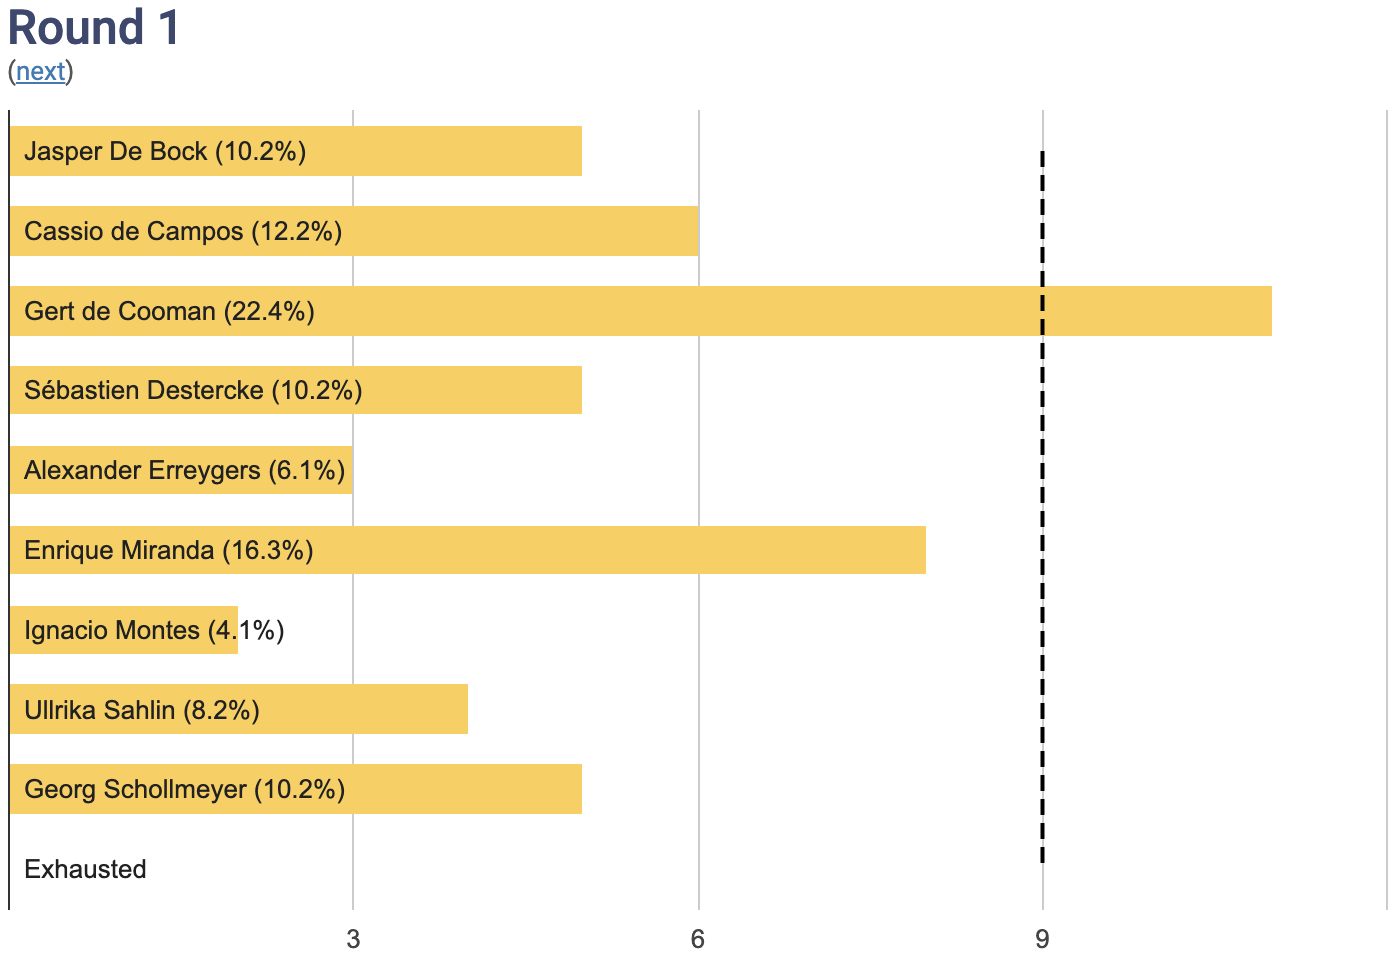 Round 1
(next)
Jasper De Bock (10.2%)
Cassio de Campos (12.2%)
Gert de Cooman (22.4%)
Sébastien Destercke (10.2%)
Alexander Erreygers (6.1%)
Enrique Miranda (16.3%)
Ignacio Montes (4.1%)
Ullrika Sahlin (8.2%)
Georg Schollmeyer (10.2%)
Exhausted
3 6 9